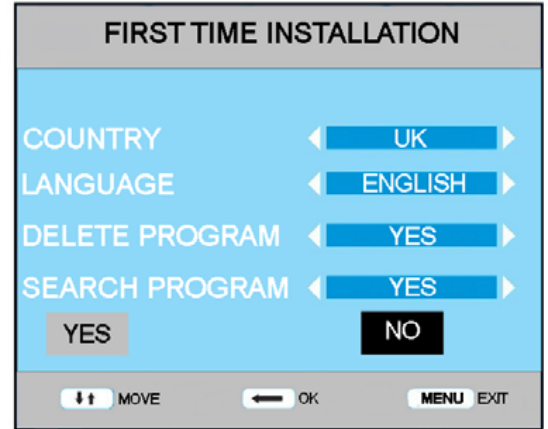 FIRST TIME INSTALLATION
COUNTRY UK
LANGUAGE ENGLISH
DELETE PROGRAM YES
SEARCH PROGRAM YES
YES NO
MOVE OK MENU EXIT